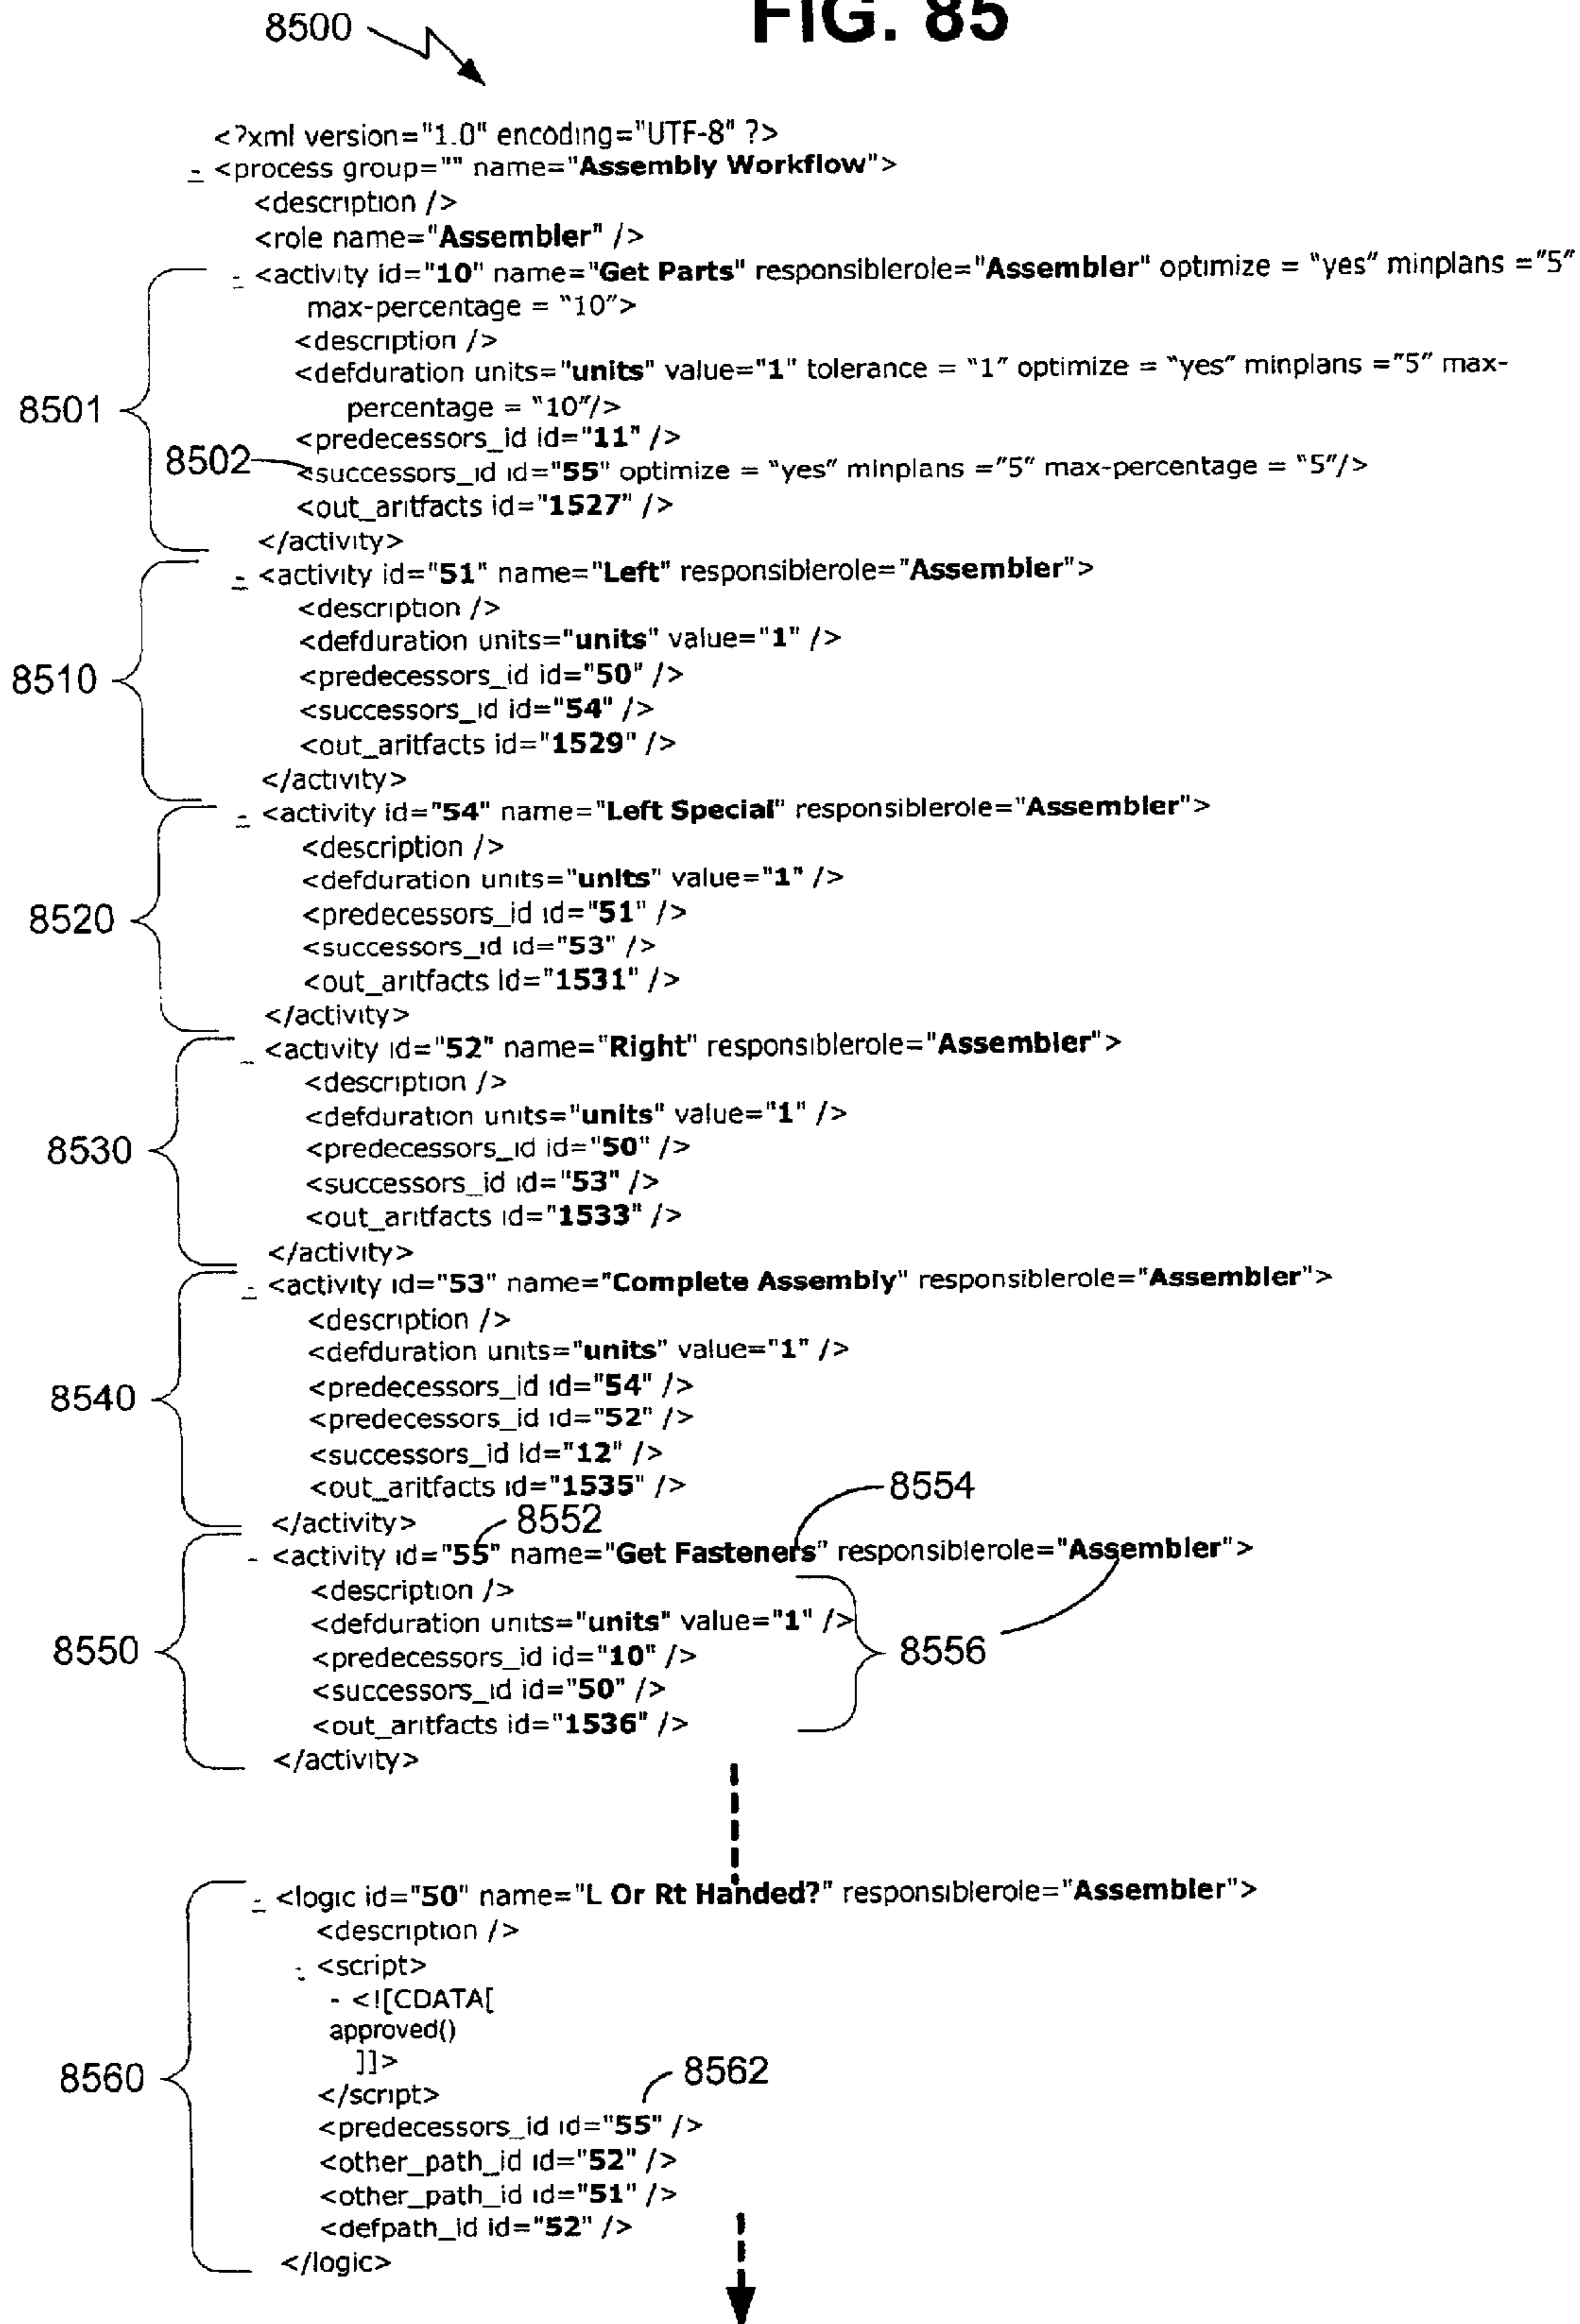 FIG. 85
8500
<?xml version="1.0" encoding="UTF-8" ?>
- <process group="" name="Assembly Workflow">
<description />
<role name="Assembler" />
- <activity id="10" name="Get Parts" responsiblerole="Assembler" optimize = "yes" minplans ="5"
max-percentage = "10">
<description />
<defduration units="units" value="1" tolerance = "1" optimize = "yes" minplans ="5" max-
percentage = "10"/>
8501
<predecessors_id id="11" />
8502
<successors_id id="55" optimize = "yes" minplans ="5" max-percentage = "5"/>
<out_aritfacts id="1527" />
</activity>
- <activity id="51" name="Left" responsiblerole="Assembler">
<description />
<defduration units="units" value="1" />
8510
<predecessors_id id="50" />
<successors_id id="54" />
<out_aritfacts id="1529" />
</activity>
- <activity id="54" name="Left Special" responsiblerole="Assembler">
<description />
<defduration units="units" value="1" />
8520
<predecessors_id id="51" />
<successors_id id="53" />
<out_aritfacts id="1531" />
</activity>
- <activity id="52" name="Right" responsiblerole="Assembler">
<description />
<defduration units="units" value="1" />
8530
<predecessors_id id="50" />
<successors_id id="53" />
<out_aritfacts id="1533" />
</activity>
- <activity id="53" name="Complete Assembly" responsiblerole="Assembler">
<description />
<defduration units="units" value="1" />
8540
<predecessors_id id="54" />
<predecessors_id id="52" />
<successors_id id="12" />
<out_aritfacts id="1535" />
8554
</activity>
8552
- <activity id="55" name="Get Fasteners" responsiblerole="Assembler">
<description />
<defduration units="units" value="1" />
8550
<predecessors_id id="10" />
8556
<successors_id id="50" />
<out_aritfacts id="1536" />
</activity>
- <logic id="50" name="L Or Rt Handed?" responsiblerole="Assembler">
<description />
- <script>
- <![CDATA[
approved()
]]>
8560
</script>
8562
<predecessors_id id="55" />
<other_path_id id="52" />
<other_path_id id="51" />
<defpath_id id="52" />
</logic>